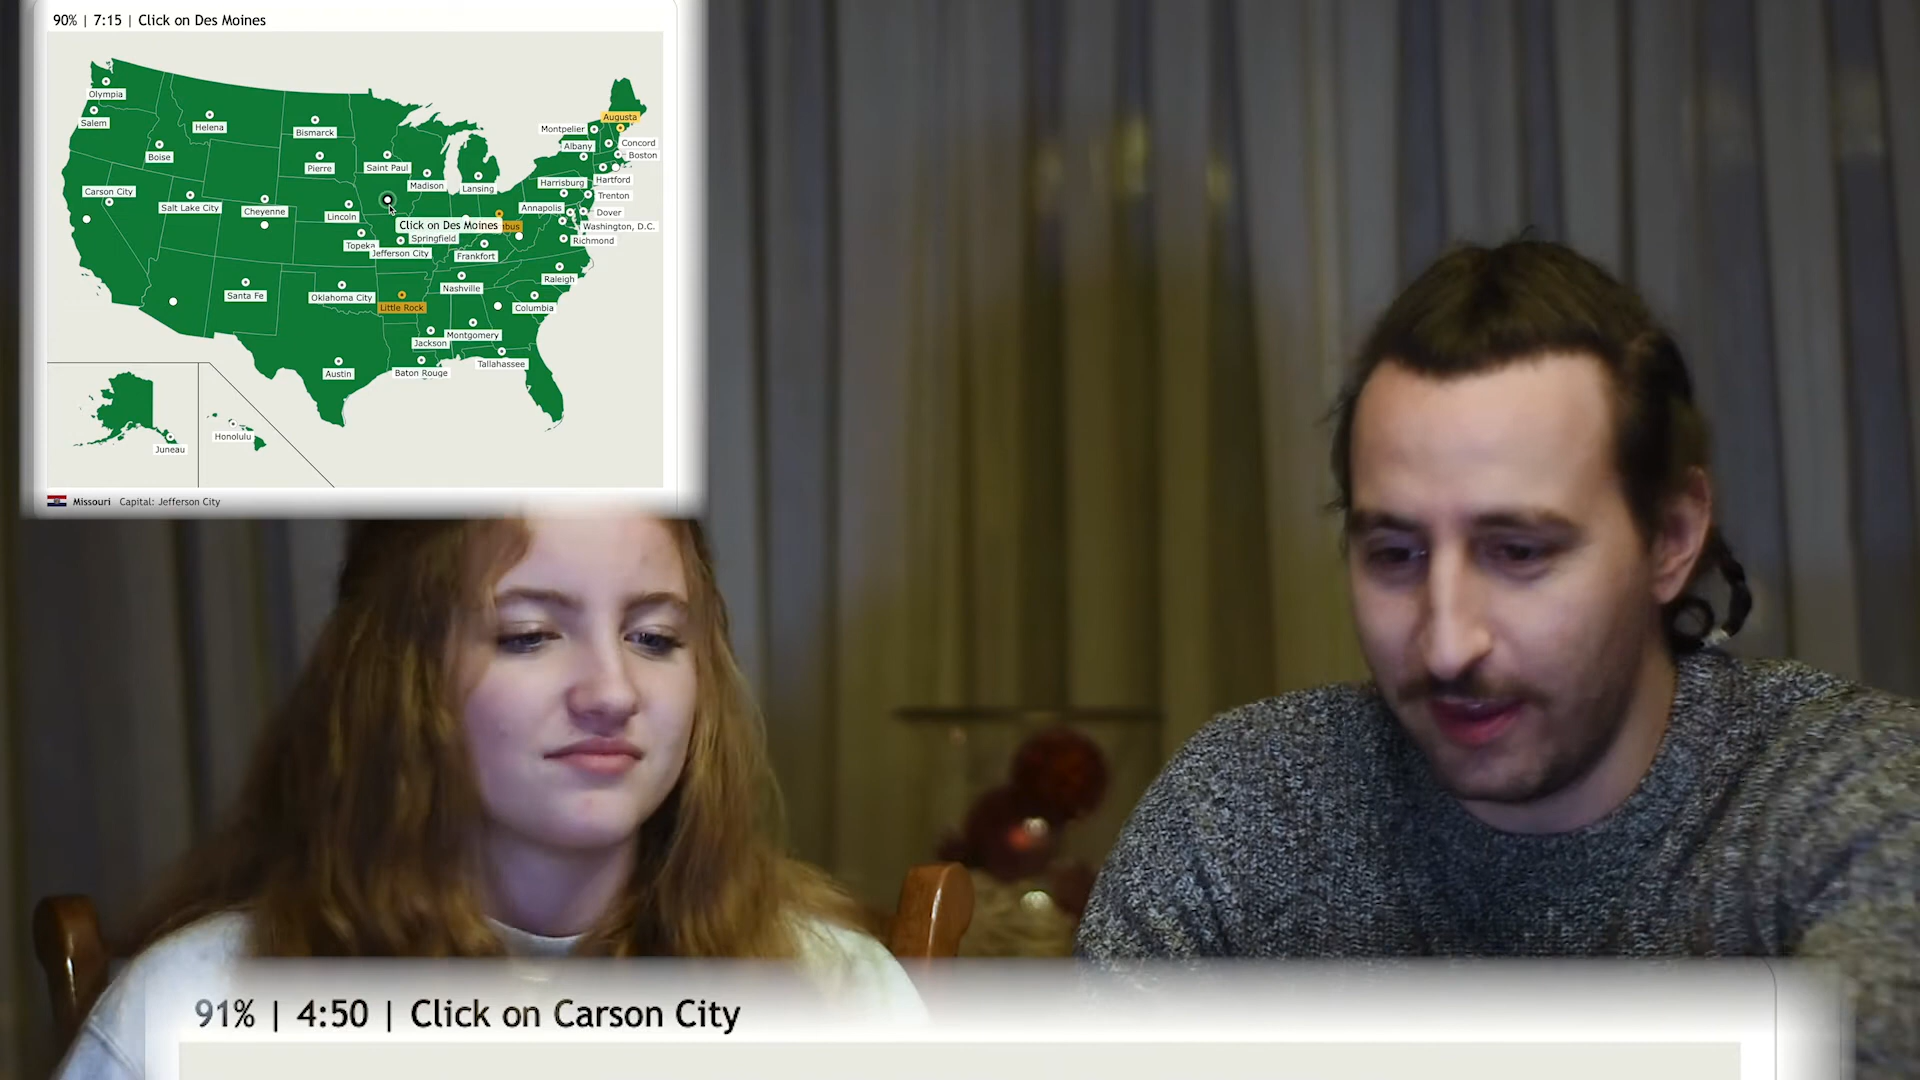 90% | 7:15 | Click on Des Moines
Olympia
Salem
Helena
Bismarck
Boise
Pierre
Saint Paul
Madison
Lansing
Augusta
Montpelier
Concord
Albany
Boston
Hartford
Harrisburg
Trenton
Carson City
Salt Lake City
Cheyenne
Lincoln
Annapolis
Dover
Washington, D.C.
Click on Des Moines
bus
Springfield
Richmond
Topeka
Jefferson City
Frankfort
Raleigh
Santa Fe
Oklahoma City
Nashville
Little Rock
Columbia
Jackson
Montgomery
Austin
Baton Rouge
Tallahassee
Juneau
Honolulu
Missouri Capital: Jefferson City
91% | 4:50 | Click on Carson City